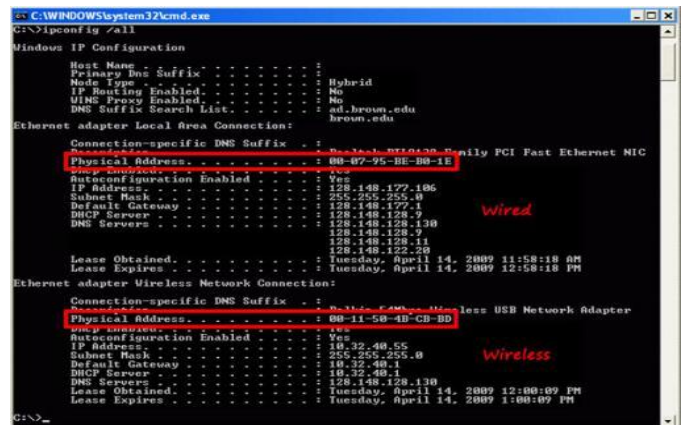 C:\WINDOWS\system32\cmd.exe
C:\>ipconfig /all
Windows IP Configuration
Host Name . . . . . . . . . . . . :
Primary Dns Suffix . . . . . . . :
Node Type . . . . . . . . . . . . : Hybrid
IP Routing Enabled. . . . . . . . : No
WINS Proxy Enabled. . . . . . . . : No
DNS Suffix Search List. . . . . . : ad.brown.edu
brown.edu
Ethernet adapter Local Area Connection:
Connection-specific DNS Suffix . :
Family PCI Fast Ethernet NIC
Physical Address. . . . . . . . . : 00-07-95-BE-B0-1E
Dhcp Enabled. . . . . . . . . . . : Yes
Autoconfiguration Enabled . . . . : Yes
IP Address. . . . . . . . . . . . : 128.148.177.106
Subnet Mask . . . . . . . . . . . : 255.255.255.0
Default Gateway . . . . . . . . . : 128.148.177.1
DHCP Server . . . . . . . . . . . : 128.148.128.9
DNS Servers . . . . . . . . . . . : 128.148.128.130
128.148.128.9
128.148.128.11
128.148.122.20
Wired
Lease Obtained. . . . . . . . . . : Tuesday, April 14, 2009 11:58:18 AM
Lease Expires . . . . . . . . . . : Tuesday, April 14, 2009 12:58:18 PM
Ethernet adapter Wireless Network Connection:
Connection-specific DNS Suffix . :
Wireless USB Network Adapter
Physical Address. . . . . . . . . : 00-11-50-4B-CB-BD
Dhcp Enabled. . . . . . . . . . . : Yes
Autoconfiguration Enabled . . . . : Yes
IP Address. . . . . . . . . . . . : 10.32.40.55
Subnet Mask . . . . . . . . . . . : 255.255.255.0
Default Gateway . . . . . . . . . : 10.32.40.1
DHCP Server . . . . . . . . . . . : 10.32.40.1
DNS Servers . . . . . . . . . . . : 128.148.128.130
Wireless
Lease Obtained. . . . . . . . . . : Tuesday, April 14, 2009 12:00:09 PM
Lease Expires . . . . . . . . . . : Tuesday, April 14, 2009 1:00:09 PM
C:\>_